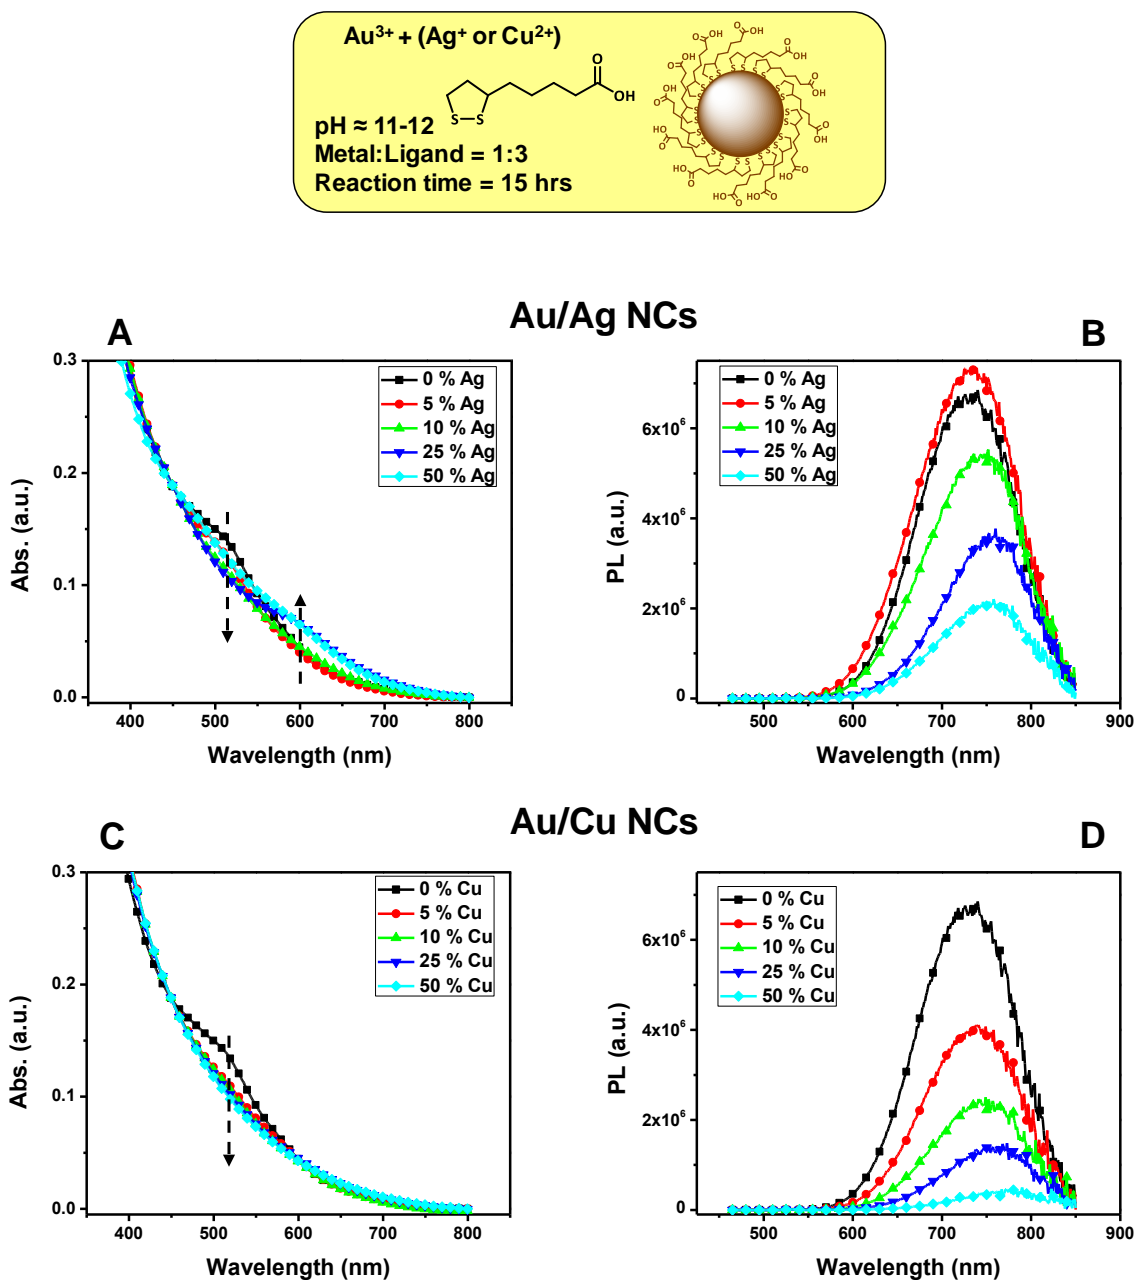 Au³⁺ + (Ag⁺ or Cu²⁺)
O
OH
S—S
pH ≈ 11-12
Metal:Ligand = 1:3
Reaction time = 15 hrs
Au/Ag NCs
A
0.3
0.2
0.1
0.0
Abs. (a.u.)
0 % Ag
5 % Ag
10 % Ag
25 % Ag
50 % Ag
400 500 600 700 800
Wavelength (nm)
B
6x10⁶
4x10⁶
2x10⁶
0
PL (a.u.)
0 % Ag
5 % Ag
10 % Ag
25 % Ag
50 % Ag
500 600 700 800 900
Wavelength (nm)
Au/Cu NCs
C
0.3
0.2
0.1
0.0
Abs. (a.u.)
0 % Cu
5 % Cu
10 % Cu
25 % Cu
50 % Cu
400 500 600 700 800
Wavelength (nm)
D
6x10⁶
4x10⁶
2x10⁶
0
PL (a.u.)
0 % Cu
5 % Cu
10 % Cu
25 % Cu
50 % Cu
500 600 700 800 900
Wavelength (nm)